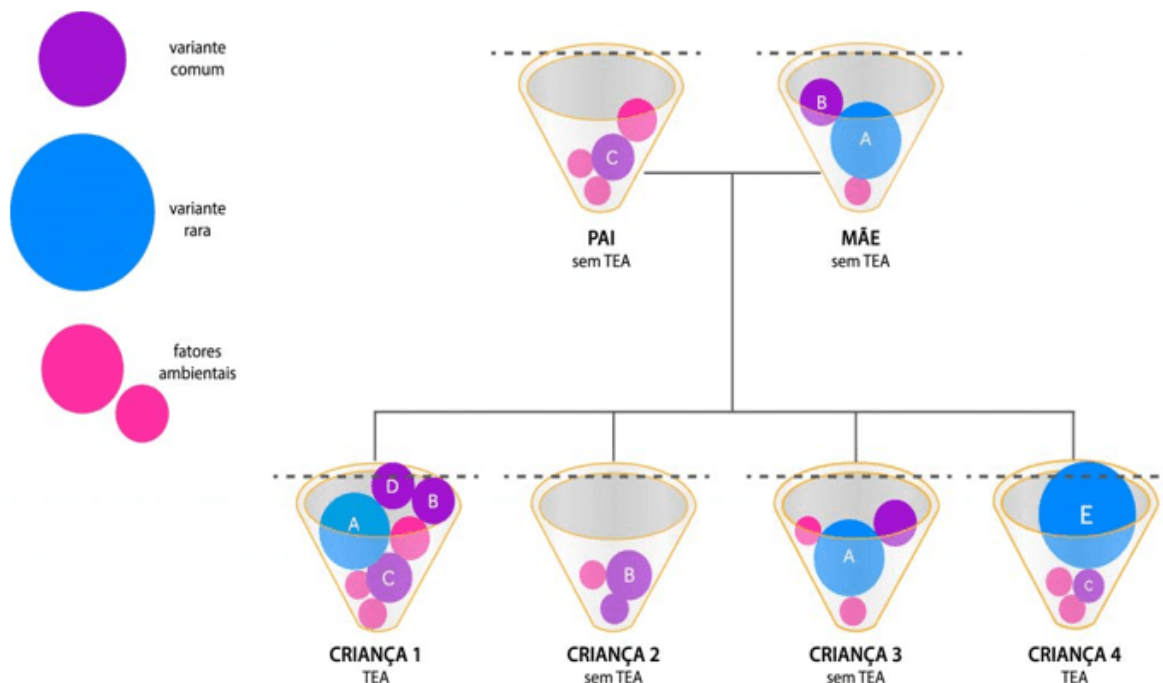 variante
comum
variante
rara
fatores
ambientais
C
PAI
sem TEA
B
A
MÃE
sem TEA
D
B
A
C
CRIANÇA 1
TEA
B
CRIANÇA 2
sem TEA
A
CRIANÇA 3
sem TEA
E
C
CRIANÇA 4
TEA